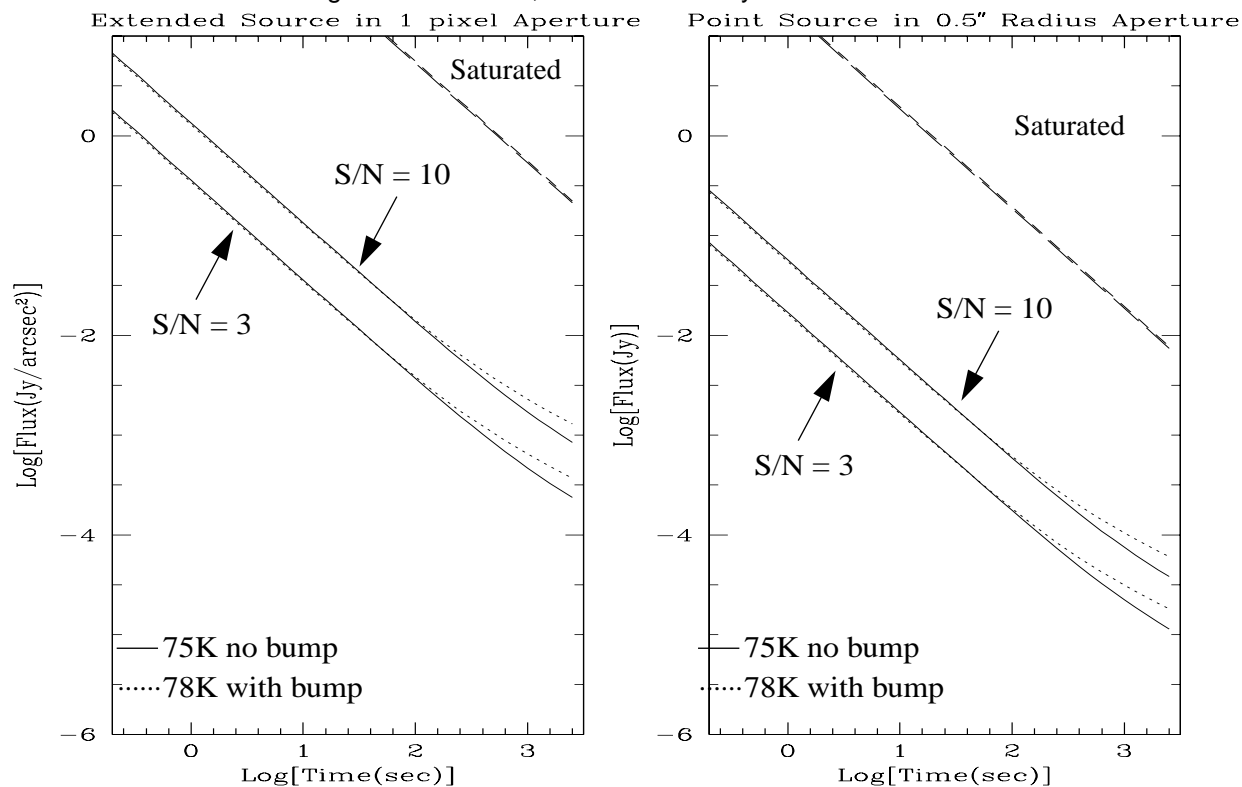 Extended Source in 1 pixel Aperture
Saturated
S/N = 10
S/N = 3
75K no bump
78K with bump
0
−2
−4
−6
0 1 2 3
Log[Time(sec)]
Log[Flux(Jy/arcsec²)]
Point Source in 0.5″ Radius Aperture
Saturated
S/N = 10
S/N = 3
75K no bump
78K with bump
0
−2
−4
−6
0 1 2 3
Log[Time(sec)]
Log[Flux(Jy)]